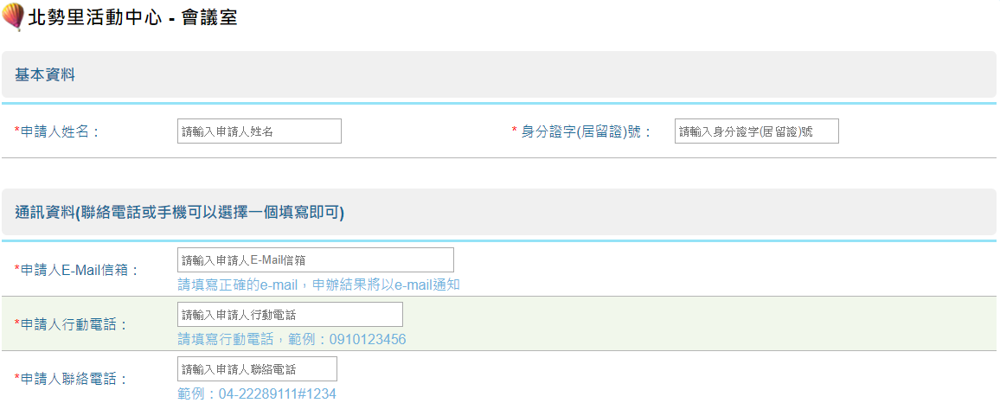 北勢里活動中心 - 會議室
基本資料
*申請人姓名：
請輸入申請人姓名
* 身分證字(居留證)號：
請輸入身分證字(居留證)號
通訊資料(聯絡電話或手機可以選擇一個填寫即可)
*申請人E-Mail信箱：
請輸入申請人E-Mail信箱
請填寫正確的e-mail，申辦結果將以e-mail通知
*申請人行動電話：
請輸入申請人行動電話
請填寫行動電話，範例：0910123456
*申請人聯絡電話：
請輸入申請人聯絡電話
範例：04-22289111#1234